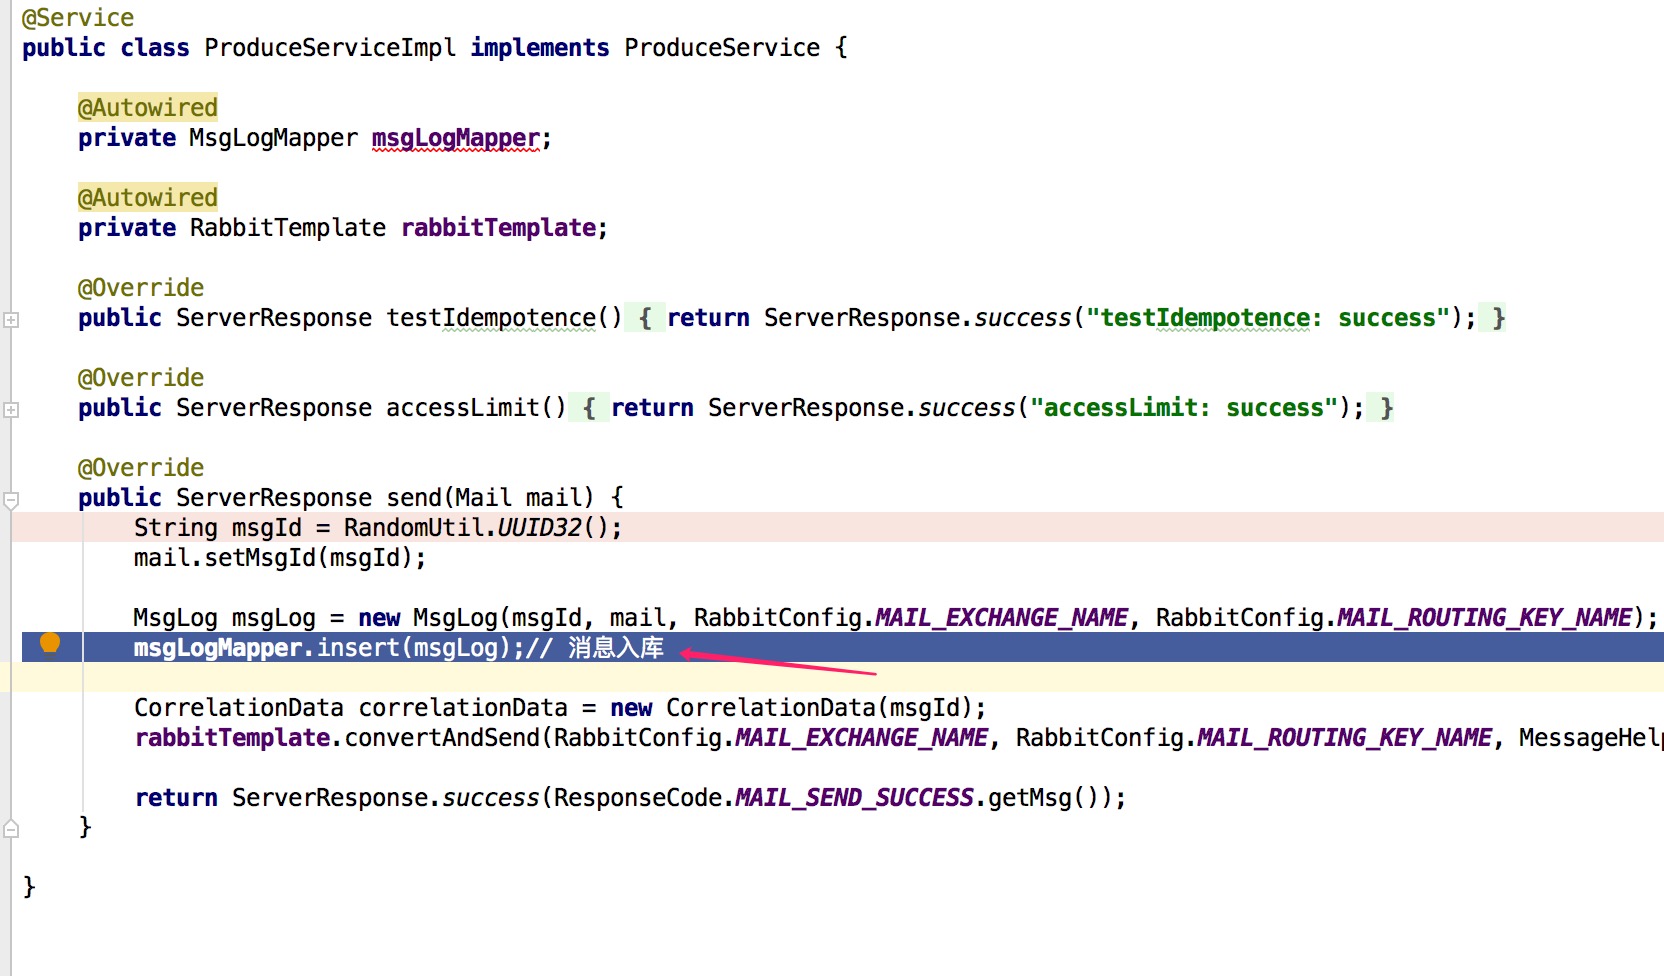 @Service
public class ProduceServiceImpl implements ProduceService {
@Autowired
private MsgLogMapper msgLogMapper;
@Autowired
private RabbitTemplate rabbitTemplate;
@Override
public ServerResponse testIdempotence() { return ServerResponse.success("testIdempotence: success"); }
@Override
public ServerResponse accessLimit() { return ServerResponse.success("accessLimit: success"); }
@Override
public ServerResponse send(Mail mail) {
String msgId = RandomUtil.UUID32();
mail.setMsgId(msgId);
MsgLog msgLog = new MsgLog(msgId, mail, RabbitConfig.MAIL_EXCHANGE_NAME, RabbitConfig.MAIL_ROUTING_KEY_NAME);
msgLogMapper.insert(msgLog);// 消息入库
CorrelationData correlationData = new CorrelationData(msgId);
rabbitTemplate.convertAndSend(RabbitConfig.MAIL_EXCHANGE_NAME, RabbitConfig.MAIL_ROUTING_KEY_NAME, MessageHelp
return ServerResponse.success(ResponseCode.MAIL_SEND_SUCCESS.getMsg());
}
}